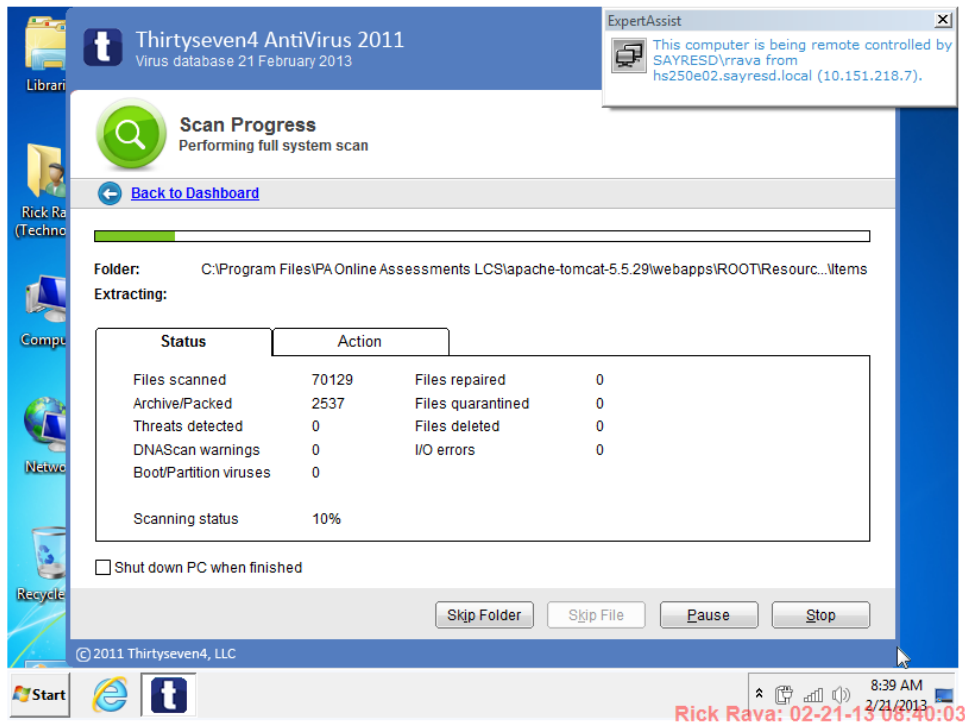 ExpertAssist
This computer is being remote controlled by
SAYRESD\rrava from
hs250e02.sayresd.local (10.151.218.7).
t
Thirtyseven4 AntiVirus 2011
Virus database 21 February 2013
Librari
Scan Progress
Performing full system scan
Back to Dashboard
Rick Ra
(Techno
Folder: C:\Program Files\PA Online Assessments LCS\apache-tomcat-5.5.29\webapps\ROOT\Resourc...\Items
Extracting:
Compu
Status Action
Files scanned 70129 Files repaired 0
Archive/Packed 2537 Files quarantined 0
Threats detected 0 Files deleted 0
DNAScan warnings 0 I/O errors 0
Netwo
Boot/Partition viruses 0
Scanning status 10%
Shut down PC when finished
Recycle
Skip Folder Skip File Pause Stop
© 2011 Thirtyseven4, LLC
Start
t
8:39 AM
2/21/2013
Rick Rava: 02-21-13 08:40:03